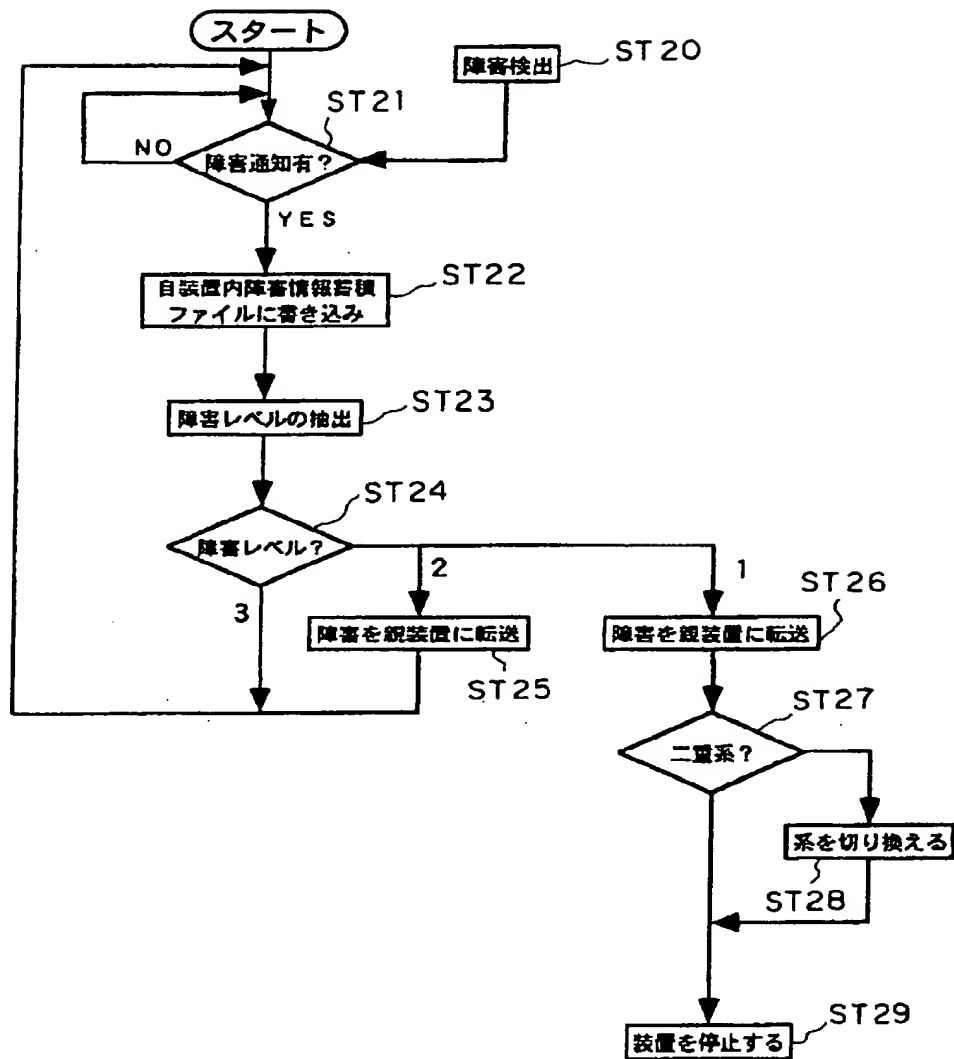 スタート
障害検出
ST20
ST21
障害通知有？
NO
YES
自装置内障害情報蓄積
ファイルに書き込み
ST22
障害レベルの抽出
ST23
ST24
障害レベル？
3
2
1
障害を親装置に転送
ST25
障害を親装置に転送
ST26
ST27
二重系？
系を切り換える
ST28
装置を停止する
ST29